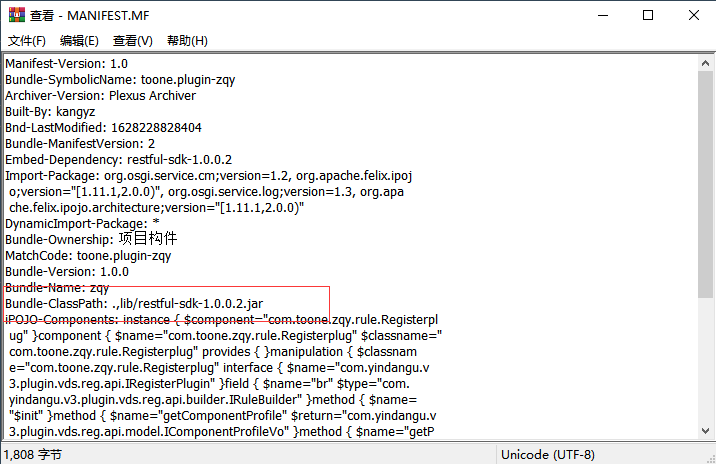 查看 - MANIFEST.MF
文件(F) 编辑(E) 查看(V) 帮助(H)
Manifest-Version: 1.0
Bundle-SymbolicName: toone.plugin-zqy
Archiver-Version: Plexus Archiver
Built-By: kangyz
Bnd-LastModified: 1628228828404
Bundle-ManifestVersion: 2
Embed-Dependency: restful-sdk-1.0.0.2
Import-Package: org.osgi.service.cm;version=1.2, org.apache.felix.ipoj
o;version="[1.11.1,2.0.0)", org.osgi.service.log;version=1.3, org.apa
che.felix.ipojo.architecture;version="[1.11.1,2.0.0)"
DynamicImport-Package: *
Bundle-Ownership: 项目构件
MatchCode: toone.plugin-zqy
Bundle-Version: 1.0.0
Bundle-Name: zqy
Bundle-ClassPath: .,lib/restful-sdk-1.0.0.2.jar
iPOJO-Components: instance { $component="com.toone.zqy.rule.Registerpl
ug" }component { $name="com.toone.zqy.rule.Registerplug" $classname="
com.toone.zqy.rule.Registerplug" provides { }manipulation { $classnam
e="com.toone.zqy.rule.Registerplug" interface { $name="com.yindangu.v
3.plugin.vds.reg.api.IRegisterPlugin" }field { $name="br" $type="com.
yindangu.v3.plugin.vds.reg.api.builder.IRuleBuilder" }method { $name=
"$init" }method { $name="getComponentProfile" $return="com.yindangu.v
3.plugin.vds.reg.api.model.IComponentProfileVo" }method { $name="getP
1,808 字节
Unicode (UTF-8)